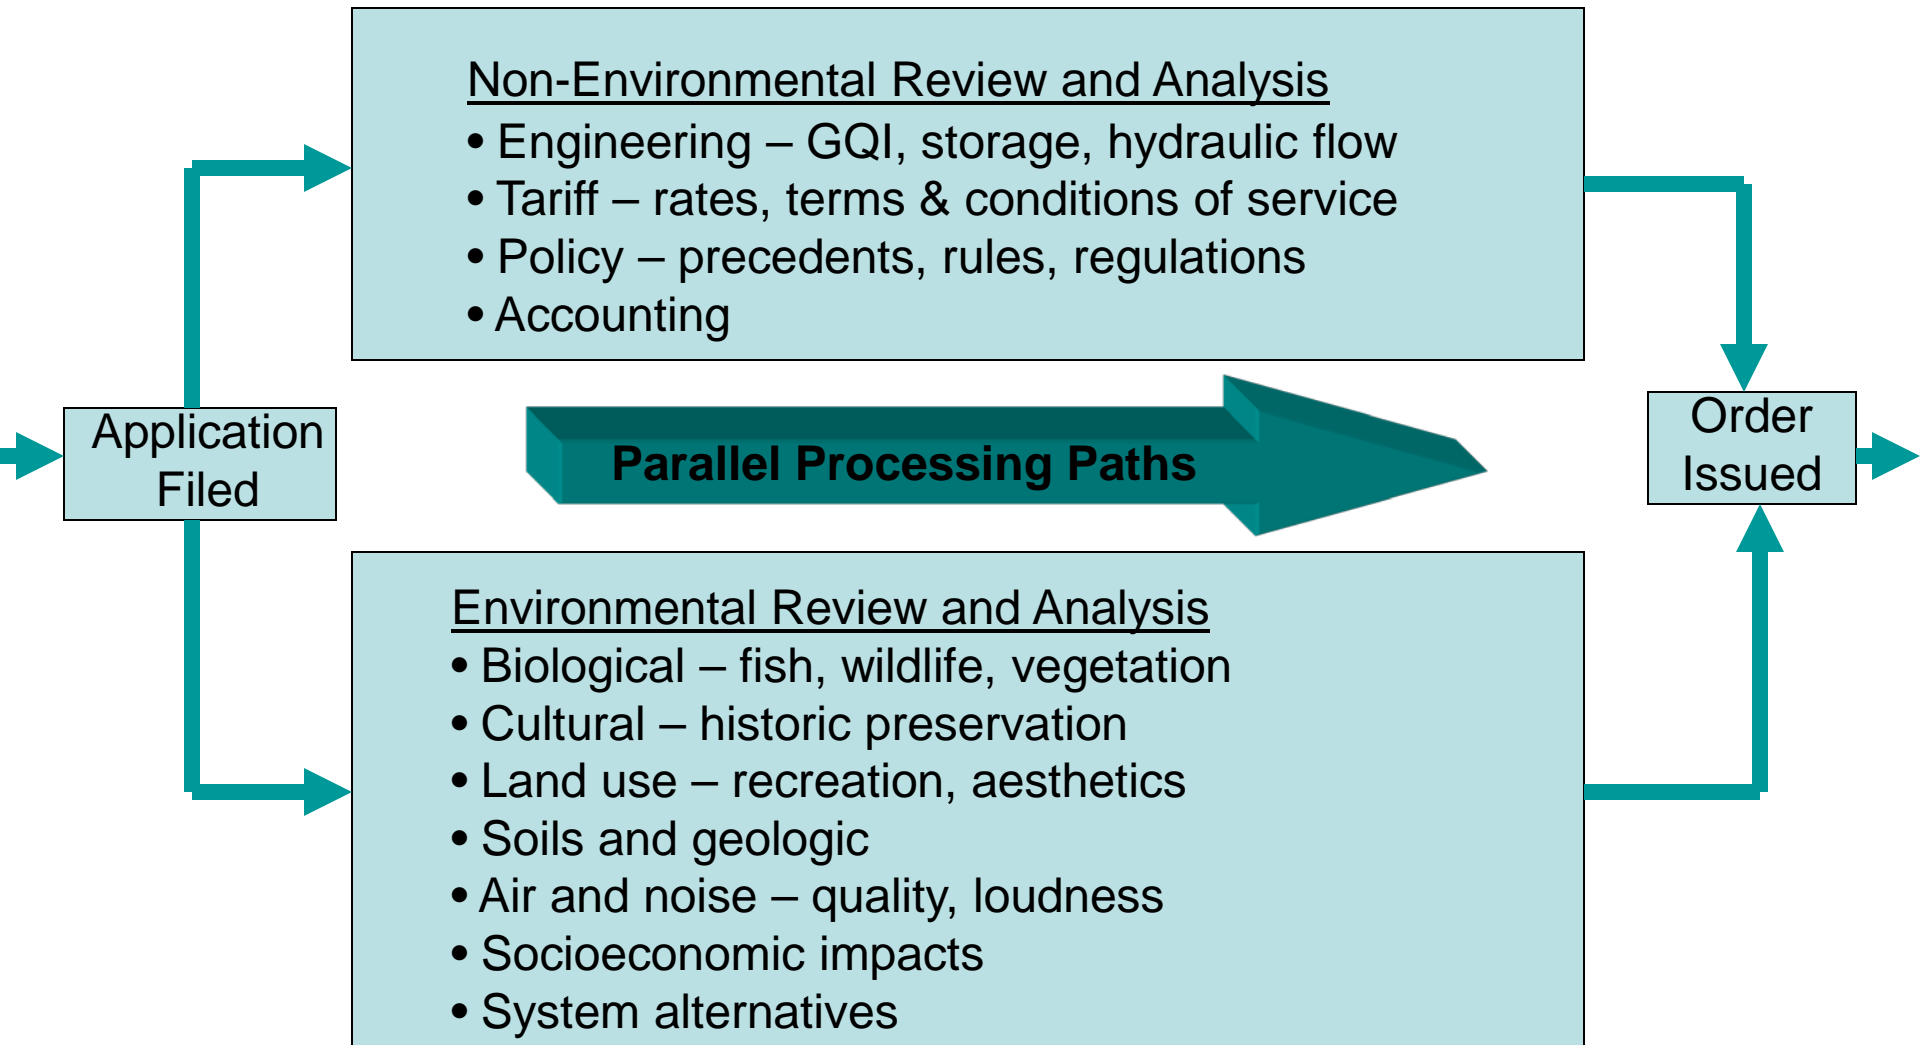 Non-Environmental Review and Analysis
• Engineering – GQI, storage, hydraulic flow
• Tariff – rates, terms & conditions of service
• Policy – precedents, rules, regulations
• Accounting
Application
Filed
Parallel Processing Paths
Order
Issued
Environmental Review and Analysis
• Biological – fish, wildlife, vegetation
• Cultural – historic preservation
• Land use – recreation, aesthetics
• Soils and geologic
• Air and noise – quality, loudness
• Socioeconomic impacts
• System alternatives